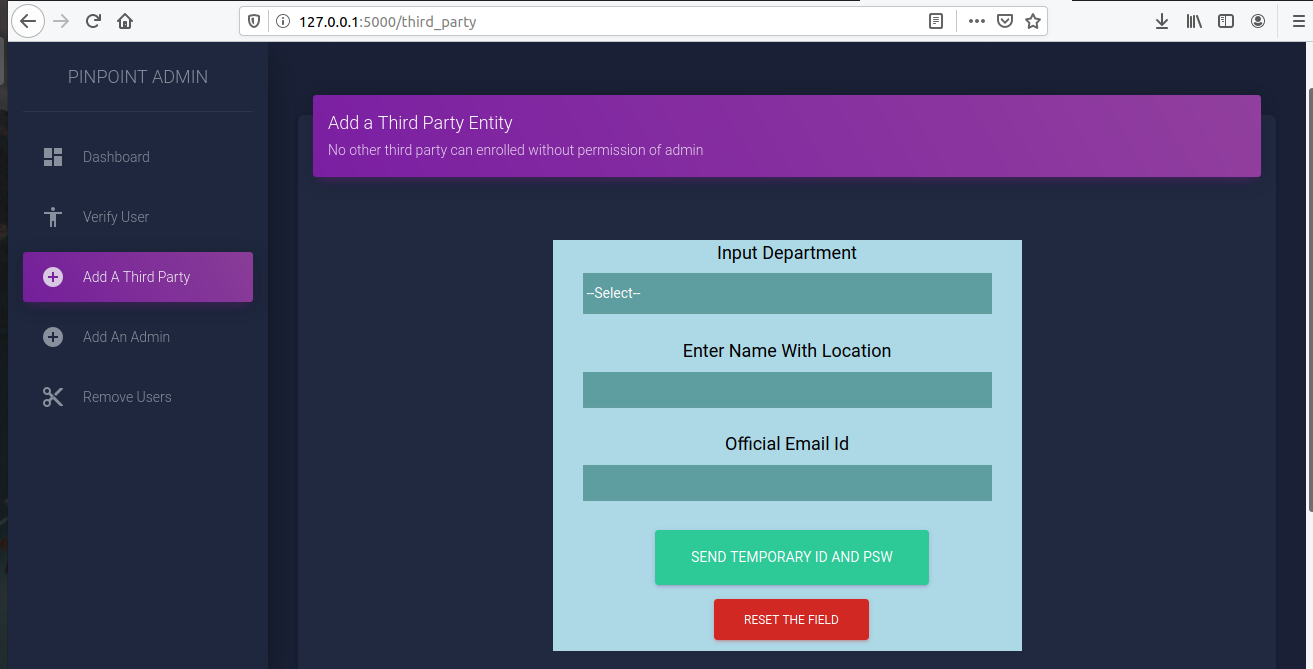 127.0.0.1:5000/third_party
PINPOINT ADMIN
Dashboard
Verify User
Add A Third Party
Add An Admin
Remove Users
Add a Third Party Entity
No other third party can enrolled without permission of admin
Input Department
--Select--
Enter Name With Location
Official Email Id
SEND TEMPORARY ID AND PSW
RESET THE FIELD